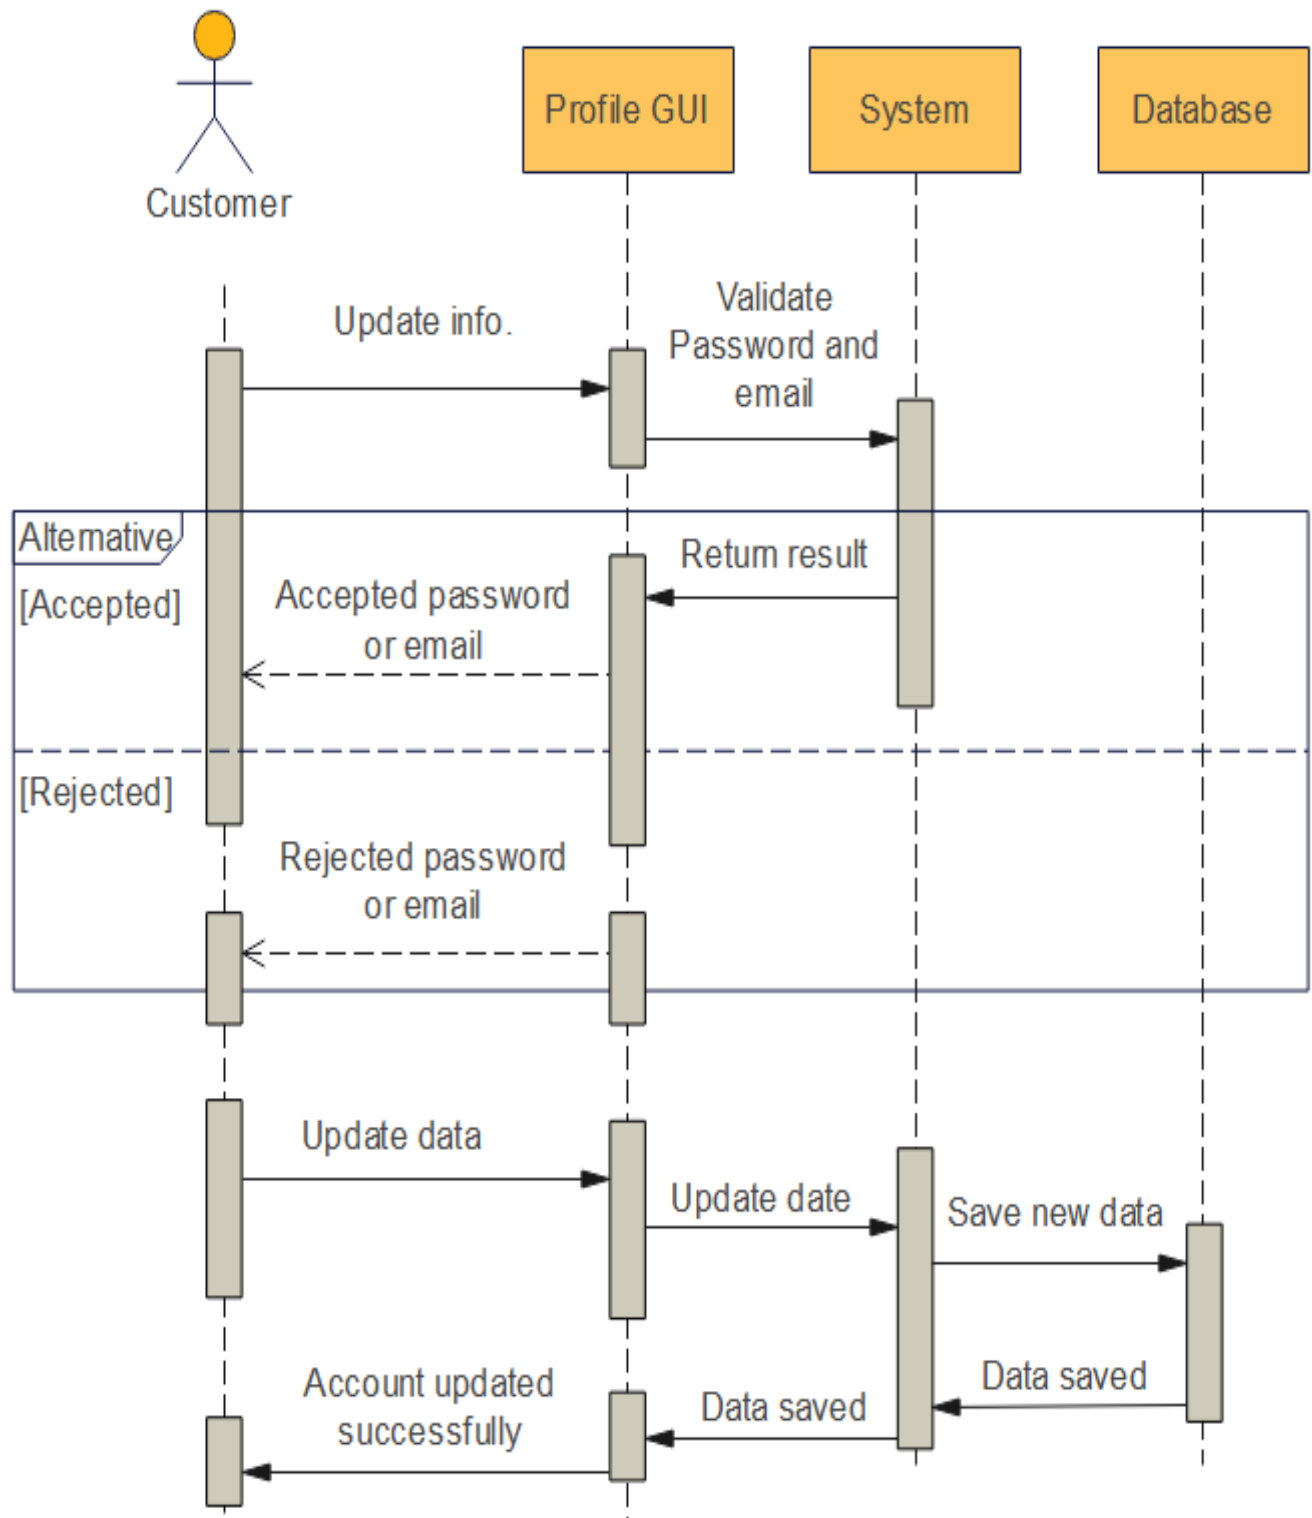 Profile GUI
System
Database
Customer
Update info.
Validate
Password and
email
Alternative
[Accepted]
Return result
Accepted password
or email
[Rejected]
Rejected password
or email
Update data
Update date
Save new data
Data saved
Data saved
Account updated
successfully